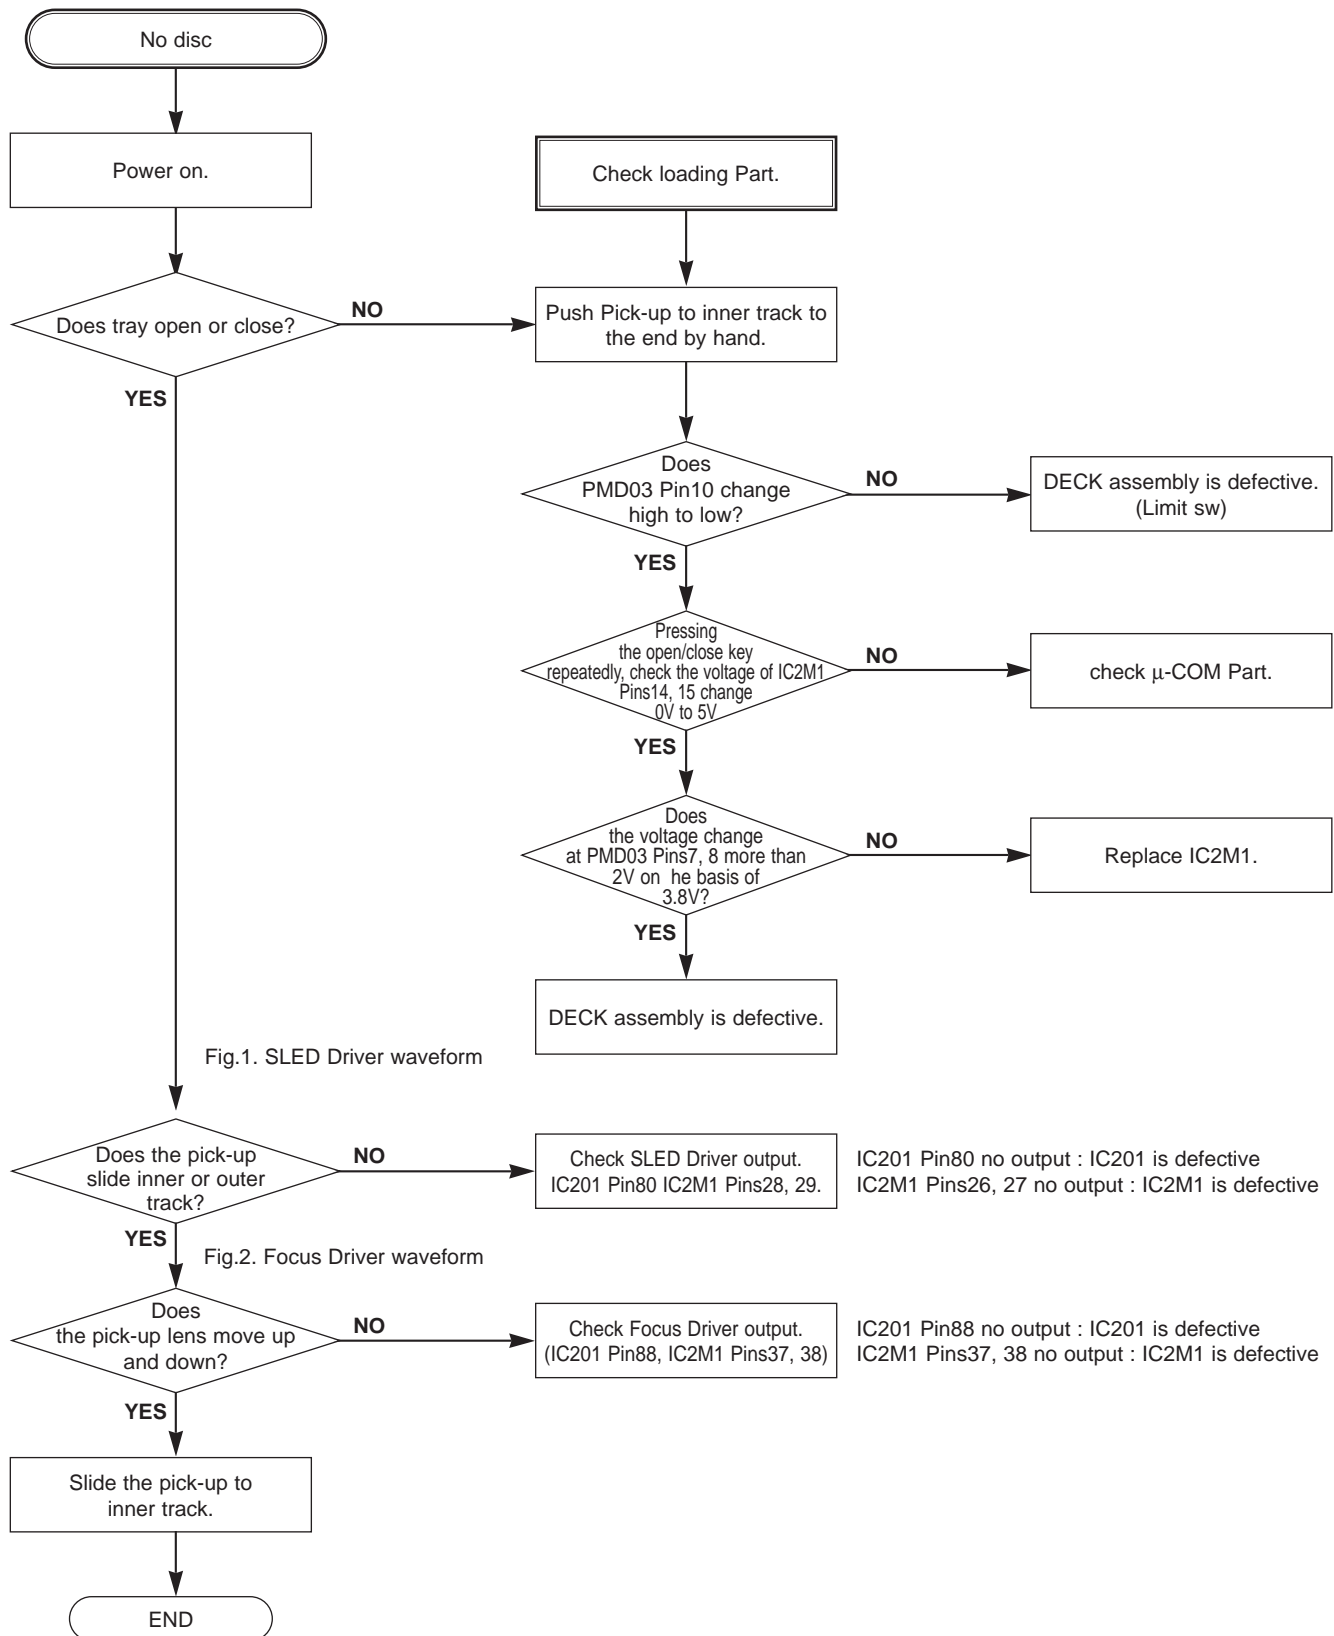 No disc
Power on.
Check loading Part.
Does tray open or close?
NO
Push Pick-up to inner track to
the end by hand.
YES
Does
PMD03 Pin10 change
high to low?
NO
DECK assembly is defective.
(Limit sw)
YES
Pressing
the open/close key
repeatedly, check the voltage of IC2M1
Pins14, 15 change
0V to 5V
NO
check µ-COM Part.
YES
Does
the voltage change
at PMD03 Pins7, 8 more than
2V on  he basis of
3.8V?
NO
Replace IC2M1.
YES
DECK assembly is defective.
Fig.1. SLED Driver waveform
Does the pick-up
slide inner or outer
track?
NO
Check SLED Driver output.
IC201 Pin80 IC2M1 Pins28, 29.
IC201 Pin80 no output : IC201 is defective
IC2M1 Pins26, 27 no output : IC2M1 is defective
YES
Fig.2. Focus Driver waveform
Does
the pick-up lens move up
and down?
NO
Check Focus Driver output.
(IC201 Pin88, IC2M1 Pins37, 38)
IC201 Pin88 no output : IC201 is defective
IC2M1 Pins37, 38 no output : IC2M1 is defective
YES
Slide the pick-up to
inner track.
END